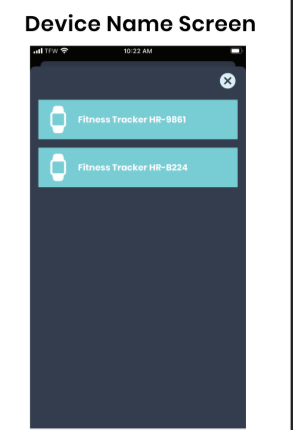 Device Name Screen
TFW 10:22 AM
Fitness Tracker HR-9861
Fitness Tracker HR-B224